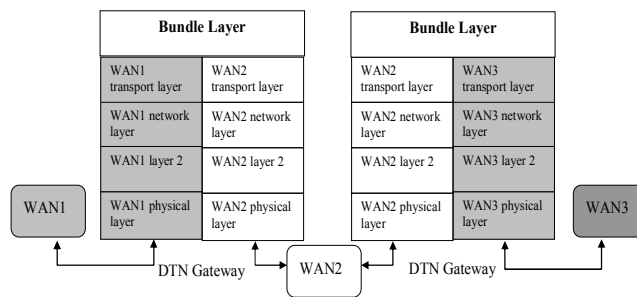 Bundle Layer
WAN1
transport layer
WAN2
transport layer
WAN1 network
layer
WAN2 network
layer
WAN1 layer 2
WAN2 layer 2
WAN1 physical
layer
WAN2 physical
layer
Bundle Layer
WAN2
transport layer
WAN3
transport layer
WAN2 network
layer
WAN3 network
layer
WAN2 layer 2
WAN3 layer 2
WAN2 physical
layer
WAN3 physical
layer
WAN1
WAN3
DTN Gateway
WAN2
DTN Gateway